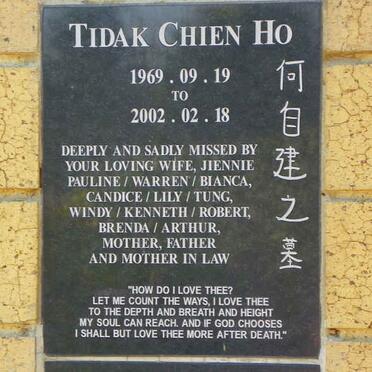 TIDAK CHIEN HO
1969 . 09 . 19
TO
2002 . 02 . 18
何自建之墓
DEEPLY AND SADLY MISSED BY
YOUR LOVING WIFE, JIENNIE
PAULINE / WARREN / BIANCA,
CANDICE / LILY / TUNG,
WINDY / KENNETH / ROBERT,
BRENDA / ARTHUR,
MOTHER, FATHER
AND MOTHER IN LAW
"HOW DO I LOVE THEE?
LET ME COUNT THE WAYS, I LOVE THEE
TO THE DEPTH AND BREATH AND HEIGHT
MY SOUL CAN REACH. AND IF GOD CHOOSES
I SHALL BUT LOVE THEE MORE AFTER DEATH."